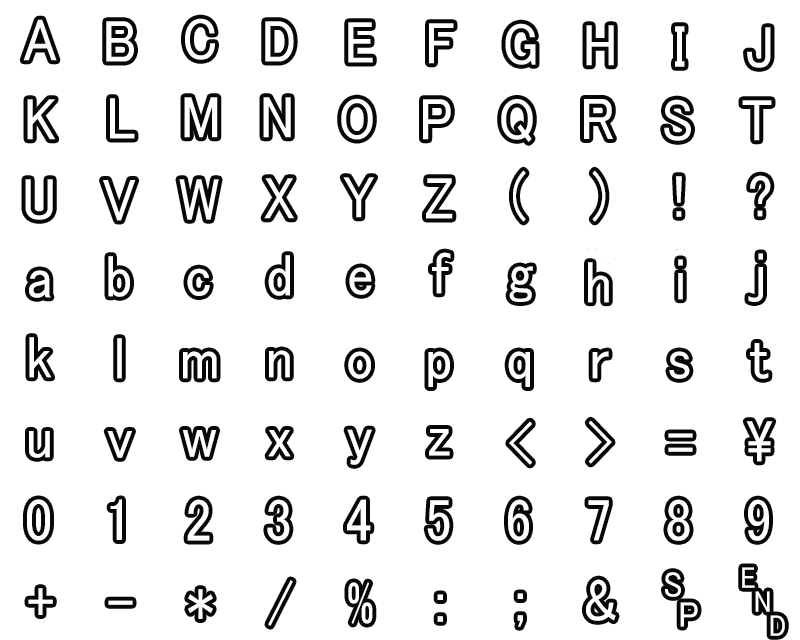 A B C D E F G H I J
K L M N O P Q R S T
U V W X Y Z ( ) ! ?
a b c d e f g h i j
k l m n o p q r s t
u v w x y z < > = ¥
0 1 2 3 4 5 6 7 8 9
+ - * / % : ; & SP END